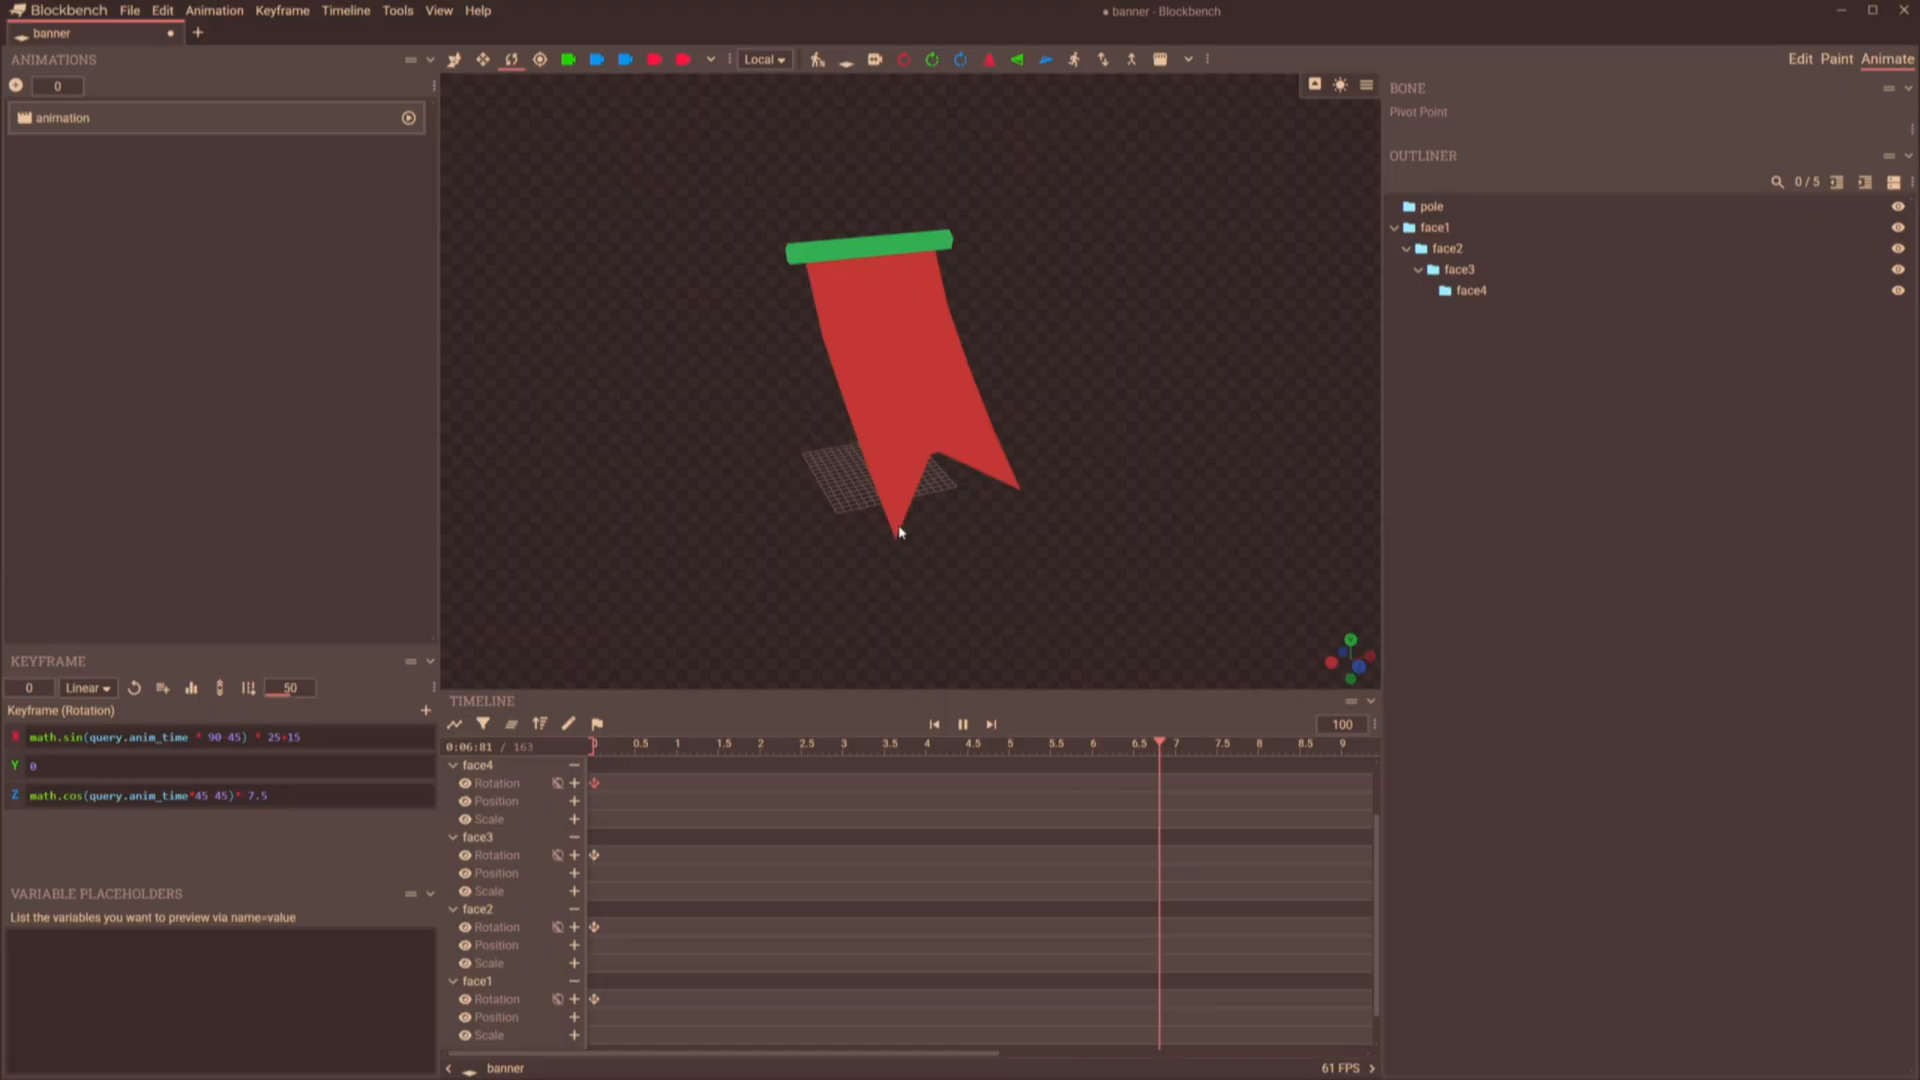 Blockbench File Edit Animation Keyframe Timeline Tools View Help
banner - Blockbench
banner
ANIMATIONS
0
animation
Local
Edit Paint Animate
BONE
Pivot Point
OUTLINER
0 / 5
pole
face1
face2
face3
face4
KEYFRAME
0 Linear 50
Keyframe (Rotation)
X math.sin(query.anim_time * 90-45) * 25+15
Y 0
Z math.cos(query.anim_time*45 45)* 7.5
VARIABLE PLACEHOLDERS
List the variables you want to preview via name=value
TIMELINE
100
0:06:81 / 163
0 0.5 1 1.5 2 2.5 3 3.5 4 4.5 5 5.5 6 6.5 7 7.5 8 8.5 9
face4
Rotation
Position
Scale
face3
Rotation
Position
Scale
face2
Rotation
Position
Scale
face1
Rotation
Position
Scale
banner
61 FPS